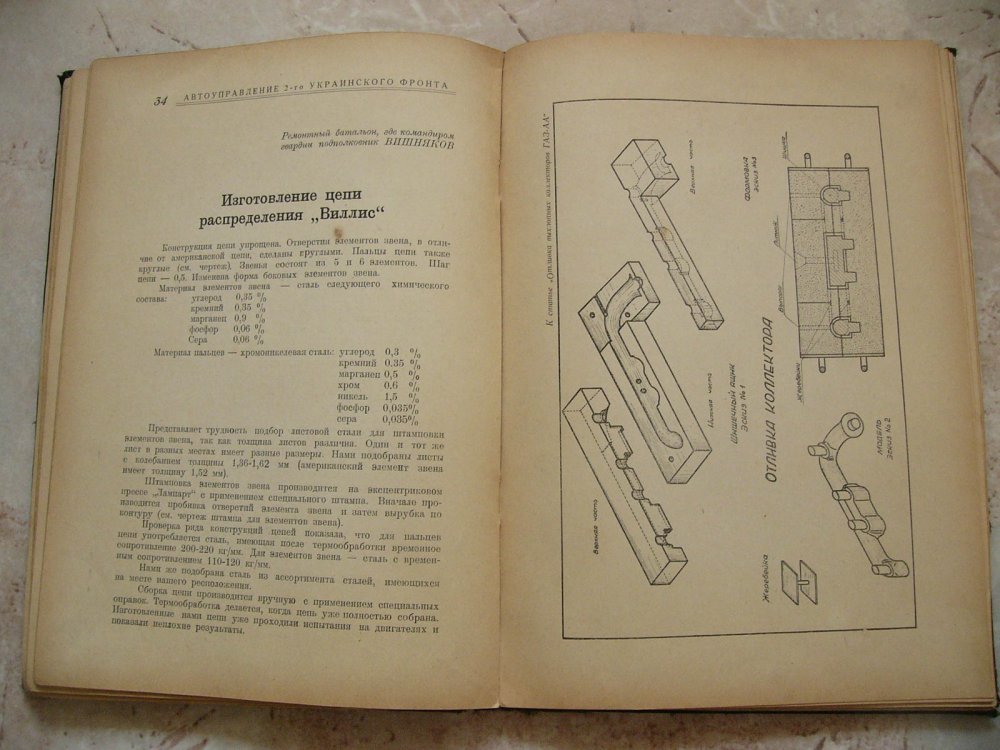 34 АВТОУПРАВЛЕНИЕ 2-го УКРАИНСКОГО ФРОНТА
Ремонтный батальон, где командиром
гвардии подполковник ВИШНЯКОВ
Изготовление цепи
распределения „Виллис“
Конструкция цепи упрощена. Отверстия элементов звена, в отли-
чие от американской цепи, сделаны круглыми. Пальцы цепи также
круглые (см. чертеж). Звенья состоят из 5 и 6 элементов. Шаг
цепи — 0,5. Изменена форма боковых элементов звена.
Материал элементов звена — сталь следующего химического
состава: углерод 0,35 %
кремний 0,35 %
марганец 0,9 %
фосфор 0,06 %
Сера 0,06 %
Материал пальцев — хромоникелевая сталь: углерод 0,3 %
кремний 0,35 %
марганец 0,5 %
хром 0,6 %
никель 1,5 %
фосфор 0,035%
сера 0,035%
Представляет трудность подбор листовой стали для штамповки
элементов звена, так как толщина листов различна. Один и тот же
лист в разных местах имеет разные размеры. Нами подобраны листы
с колебанием толщины 1,36-1,62 мм (американский элемент звена
имеет толщину 1,52 мм).
Штамповка элементов звена производится на эксцентриковом
прессе „Лампарт“ с применением специального штампа. Вначале про-
изводится пробивка отверстий элемента звена и затем вырубка по
контуру (см. чертеж штампа для элементов звена).
Проверка ряда конструкций цепей показала, что для пальцев
цепи употребляется сталь, имеющая после термообработки временное
сопротивление 200-220 кг/мм. Для элементов звена — сталь с времен-
ным сопротивлением 110-120 кг/мм.
Нами же подобрана сталь из ассортимента сталей, имеющихся
на месте нашего расположения.
Сборка цепи производится вручную с применением специальных
оправок. Термообработка делается, когда цепь уже полностью собрана.
Изготовленные нами цепи уже проходили испытания на двигателях и
показали неплохие результаты.
К статье „Отливка выхлопных коллекторов ГАЗ-АА“
Верхняя часть
Нижняя часть
Верхняя часть
Шишечный ящик
Эскиз №1
ОТЛИВКА КОЛЛЕКТОРА
Формовка
эскиз №3
Шишка
Литник
Выпоры
Жеребейки
Модель
эскиз №2
Жеребейка